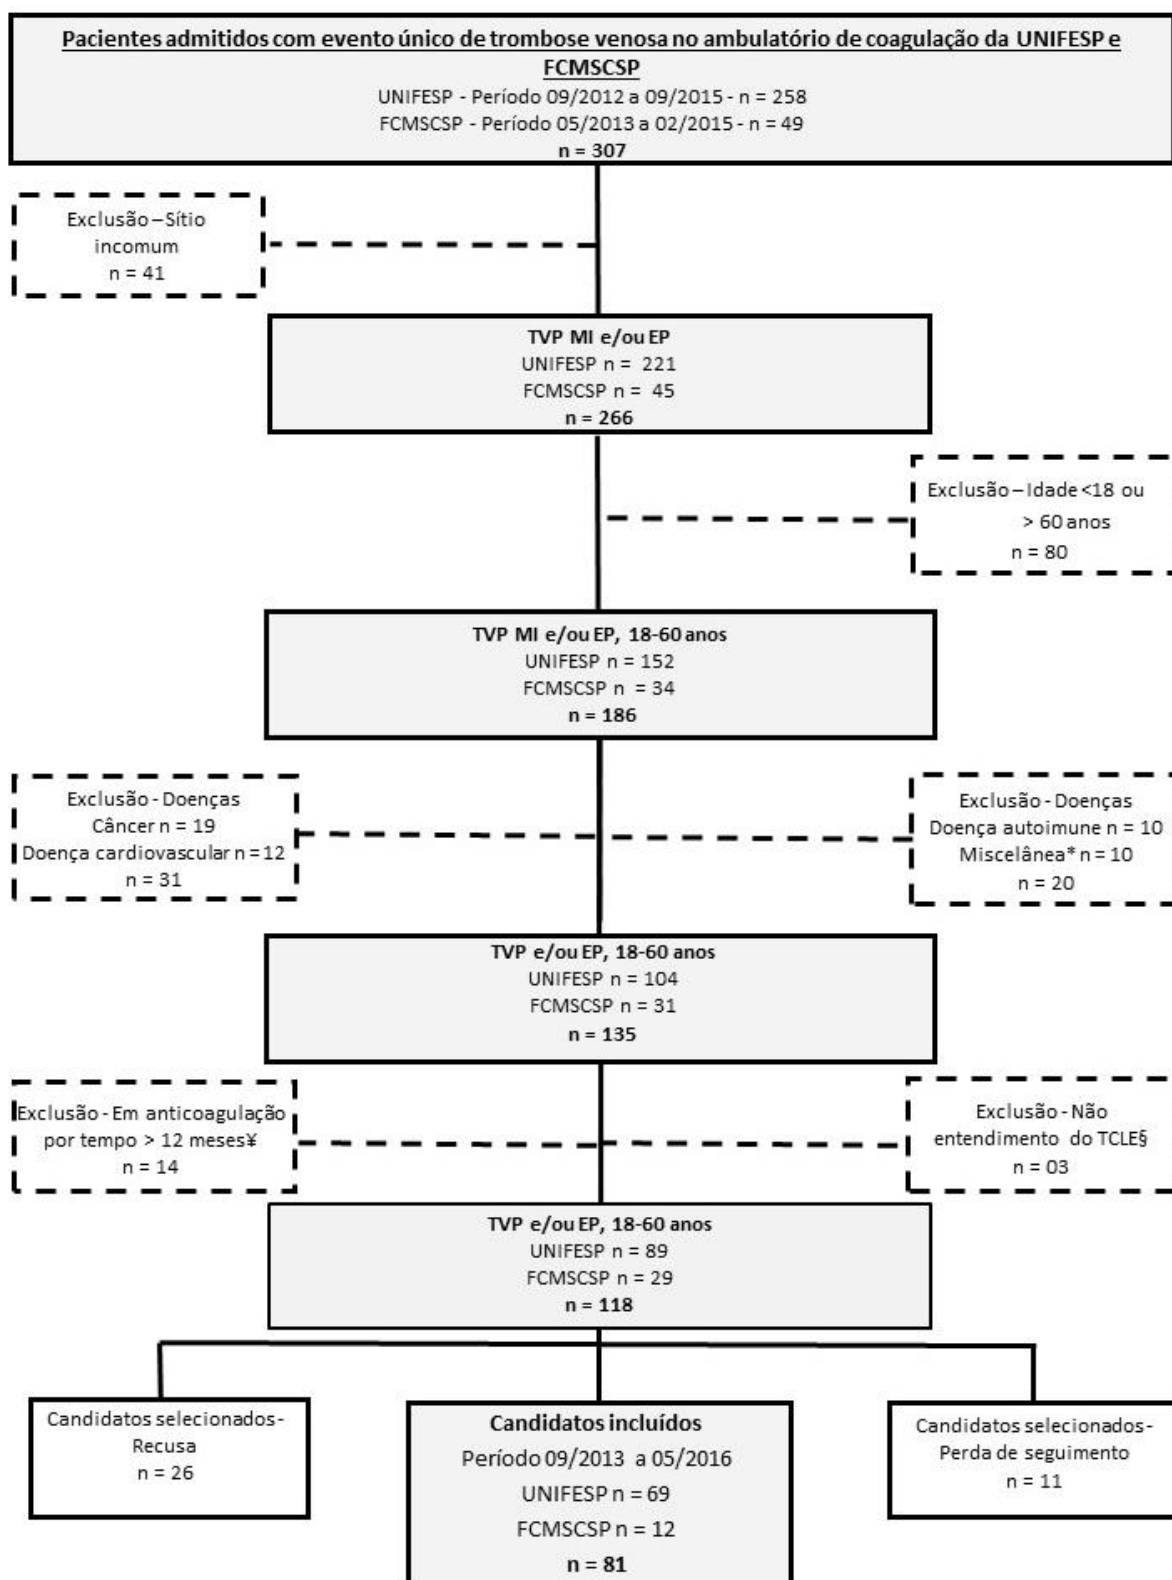 Pacientes admitidos com evento único de trombose venosa no ambulatório de coagulação da UNIFESP e
FCMSCSP
UNIFESP - Período 09/2012 a 09/2015 - n = 258
FCMSCSP - Período 05/2013 a 02/2015 - n = 49
n = 307
Exclusão – Sítio
incomum
n = 41
TVP MI e/ou EP
UNIFESP n = 221
FCMSCSP n = 45
n = 266
Exclusão – Idade <18 ou
> 60 anos
n = 80
TVP MI e/ou EP, 18-60 anos
UNIFESP n = 152
FCMSCSP n = 34
n = 186
Exclusão - Doenças
Câncer n = 19
Doença cardiovascular n = 12
n = 31
Exclusão - Doenças
Doença autoimune n = 10
Miscelânea* n = 10
n = 20
TVP e/ou EP, 18-60 anos
UNIFESP n = 104
FCMSCSP n = 31
n = 135
Exclusão - Em anticoagulação
por tempo > 12 meses¥
n = 14
Exclusão - Não
entendimento do TCLE§
n = 03
TVP e/ou EP, 18-60 anos
UNIFESP n = 89
FCMSCSP n = 29
n = 118
Candidatos selecionados-
Recusa
n = 26
Candidatos incluídos
Período 09/2013 a 05/2016
UNIFESP n = 69
FCMSCSP n = 12
n = 81
Candidatos selecionados-
Perda de seguimento
n = 11